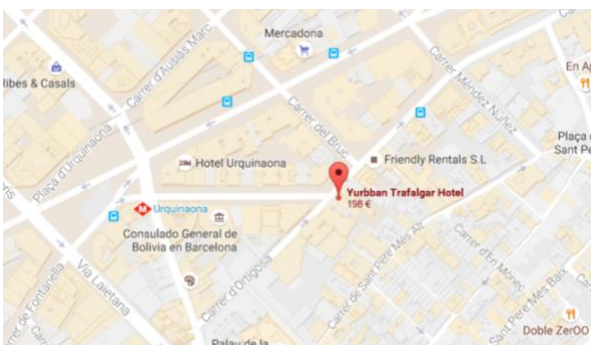 Mercadona
Carrer d'Ausiàs Marc
Ribes & Casals
Carrer Méndez Núñez
En Ap
Carrer del Bruc
Plaça d'Urquinaona
Plaça
Sant Pe
Hotel Urquinaona
Friendly Rentals S.L
Yurbban Trafalgar Hotel
198 €
M
Urquinaona
Consulado General de
Bolivia en Barcelona
Via Laietana
Carrer d'Ortigosa
Carrer de Sant Pere Més Alt
Carrer d'En Mònec
Sant Pere Més Baix
rer de Fontanella
Doble ZerOO
Palau de la